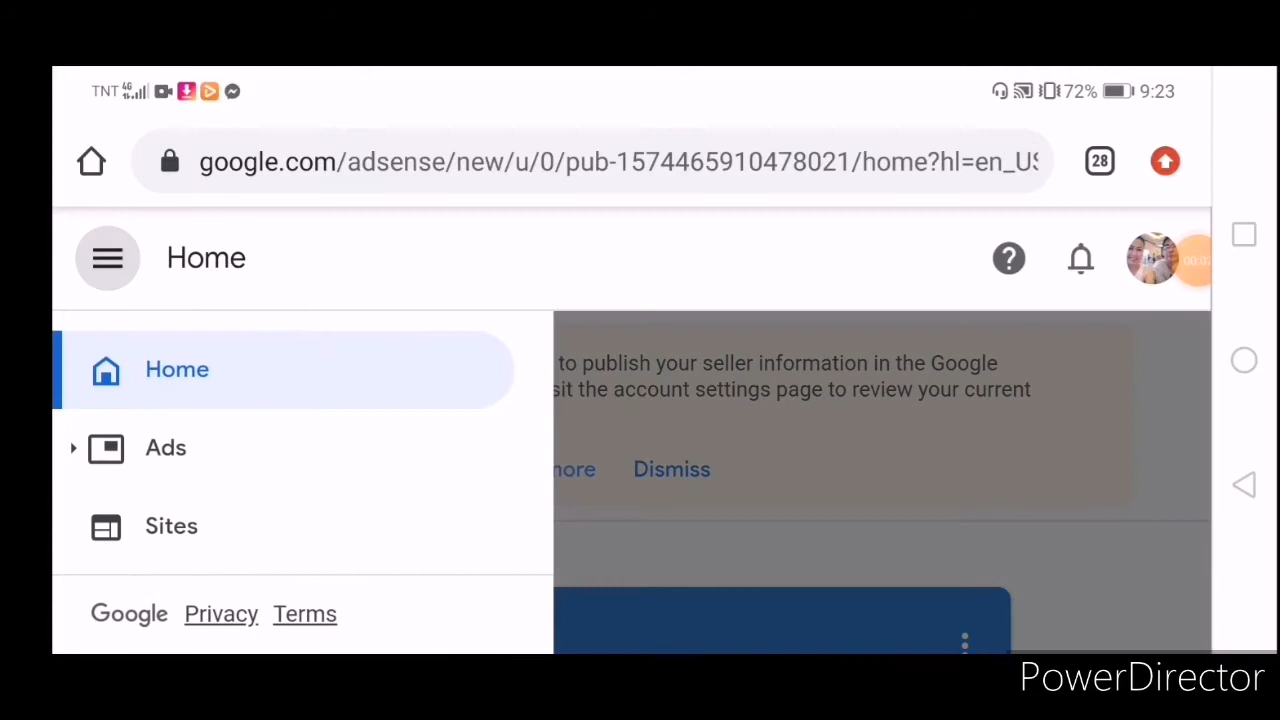 TNT 4G 72% 9:23
google.com/adsense/new/u/0/pub-1574465910478021/home?hl=en_US 28
Home
Home
to publish your seller information in the Google
sit the account settings page to review your current
Ads
more Dismiss
Sites
Google Privacy Terms
PowerDirector